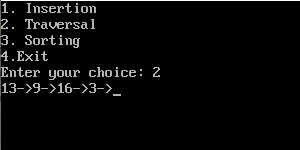 1. Insertion
2. Traversal
3. Sorting
4.Exit
Enter your choice: 2
13->9->16->3->_